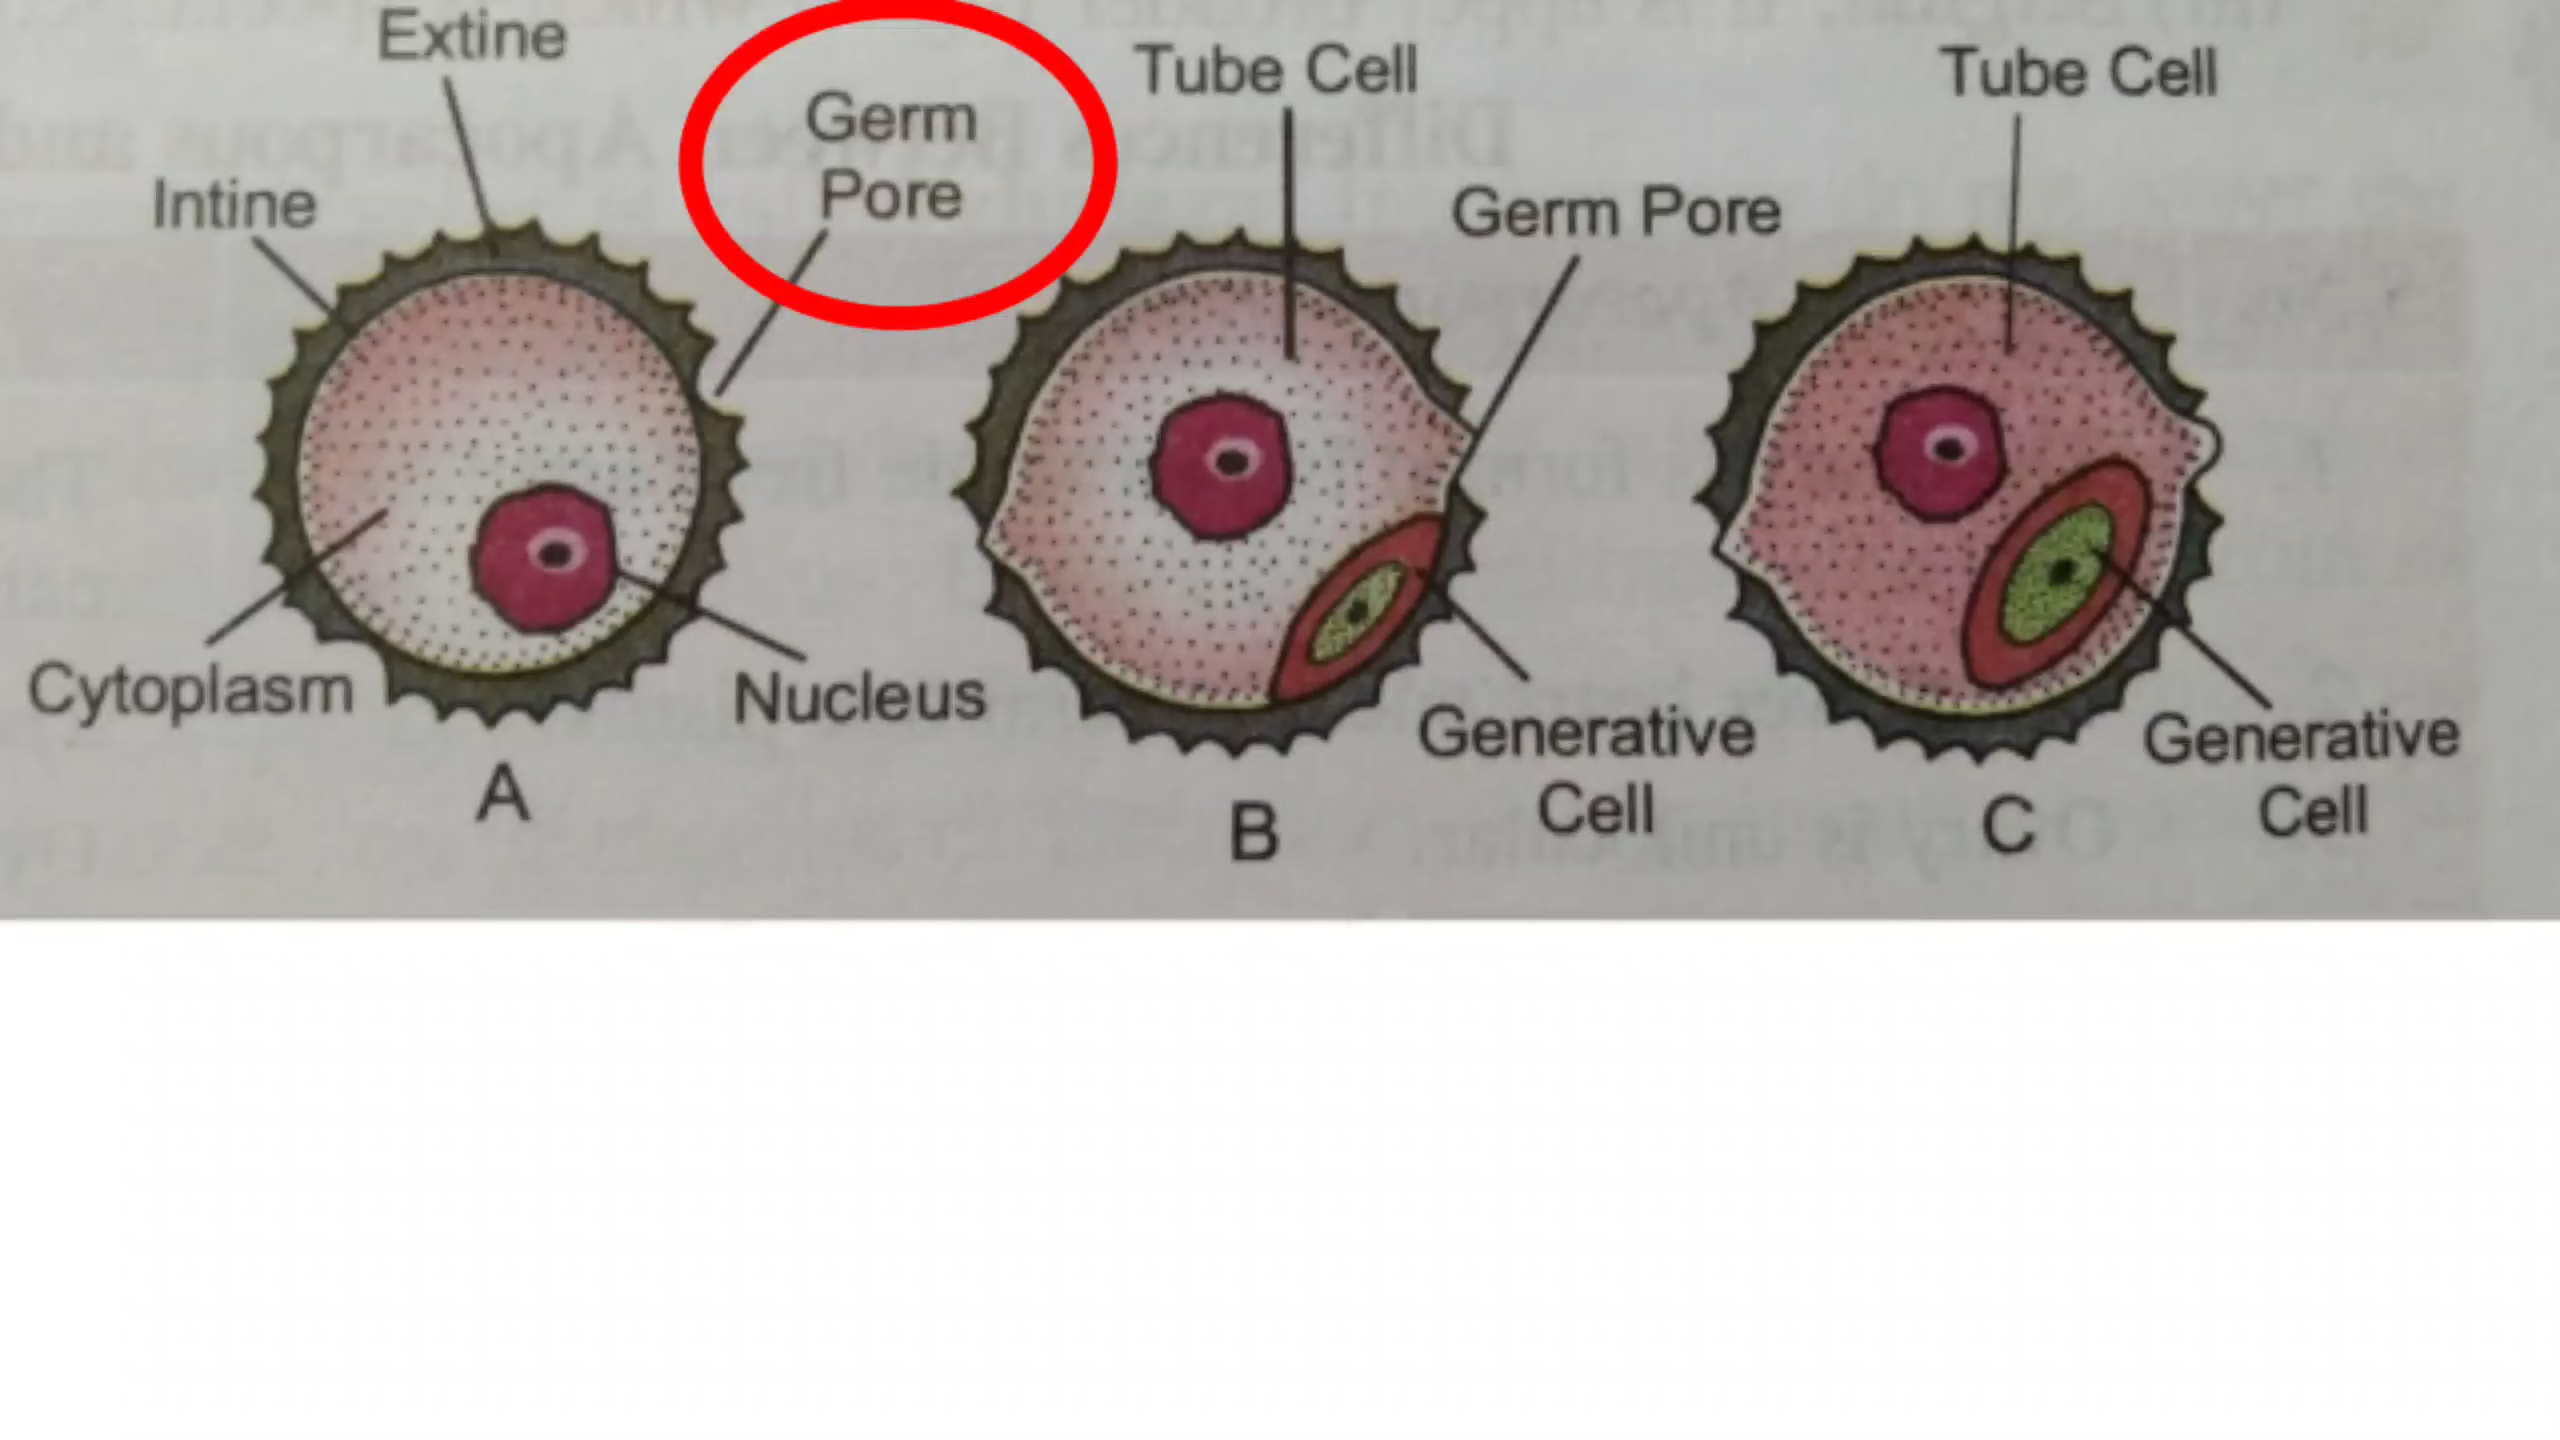 Extine
Intine
Germ
Pore
Cytoplasm
Nucleus
A
Tube Cell
Germ Pore
Generative
Cell
B
Tube Cell
Generative
Cell
C